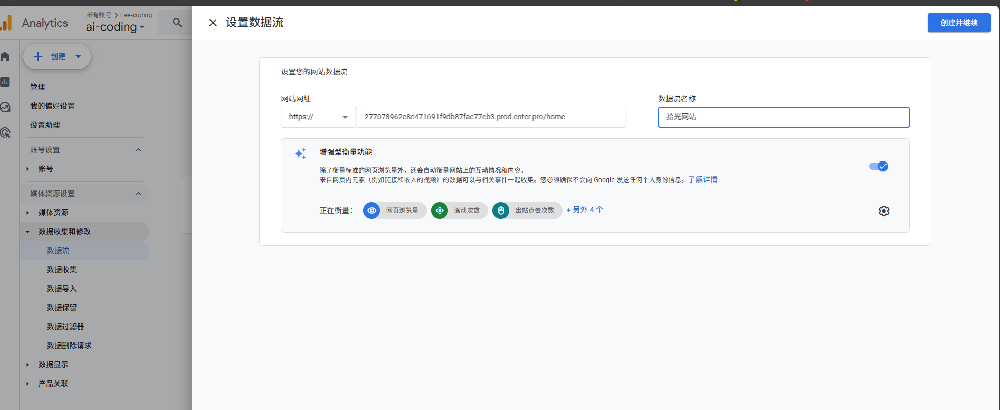 Analytics
所有账号 > Lee-coding
ai-coding
设置数据流
创建并继续
创建
管理
我的偏好设置
设置助理
账号设置
账号
媒体资源设置
媒体资源
数据收集和修改
数据流
数据收集
数据导入
数据保留
数据过滤器
数据删除请求
数据显示
产品关联
设置您的网站数据流
网站网址
数据流名称
https://
277078962e8c471691f9db87fae77eb3.prod.enter.pro/home
拾光网站
增强型衡量功能
除了衡量标准的网页浏览量外，还会自动衡量网站上的互动情况和内容。
来自网页内元素（例如链接和嵌入的视频）的数据可以与相关事件一起收集。您必须确保不会向 Google 发送任何个人身份信息。了解详情
正在衡量：
网页浏览量
滚动次数
出站点击次数
+ 另外 4 个